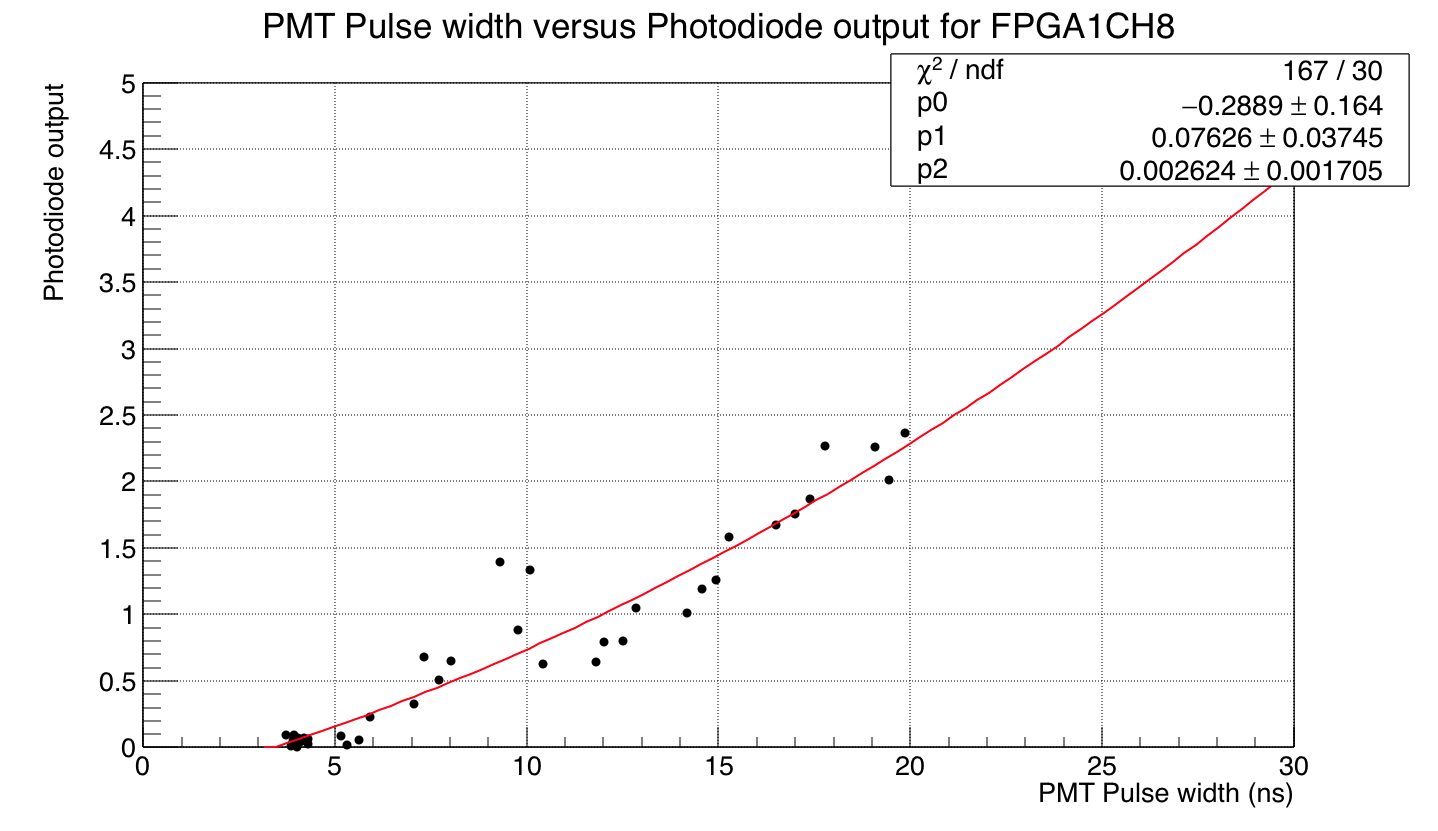 PMT Pulse width versus Photodiode output for FPGA1CH8
χ² / ndf 167 / 30
p0 −0.2889 ± 0.164
p1 0.07626 ± 0.03745
p2 0.002624 ± 0.001705
Photodiode output
5
4.5
4
3.5
3
2.5
2
1.5
1
0.5
0
0 5 10 15 20 25 30
PMT Pulse width (ns)